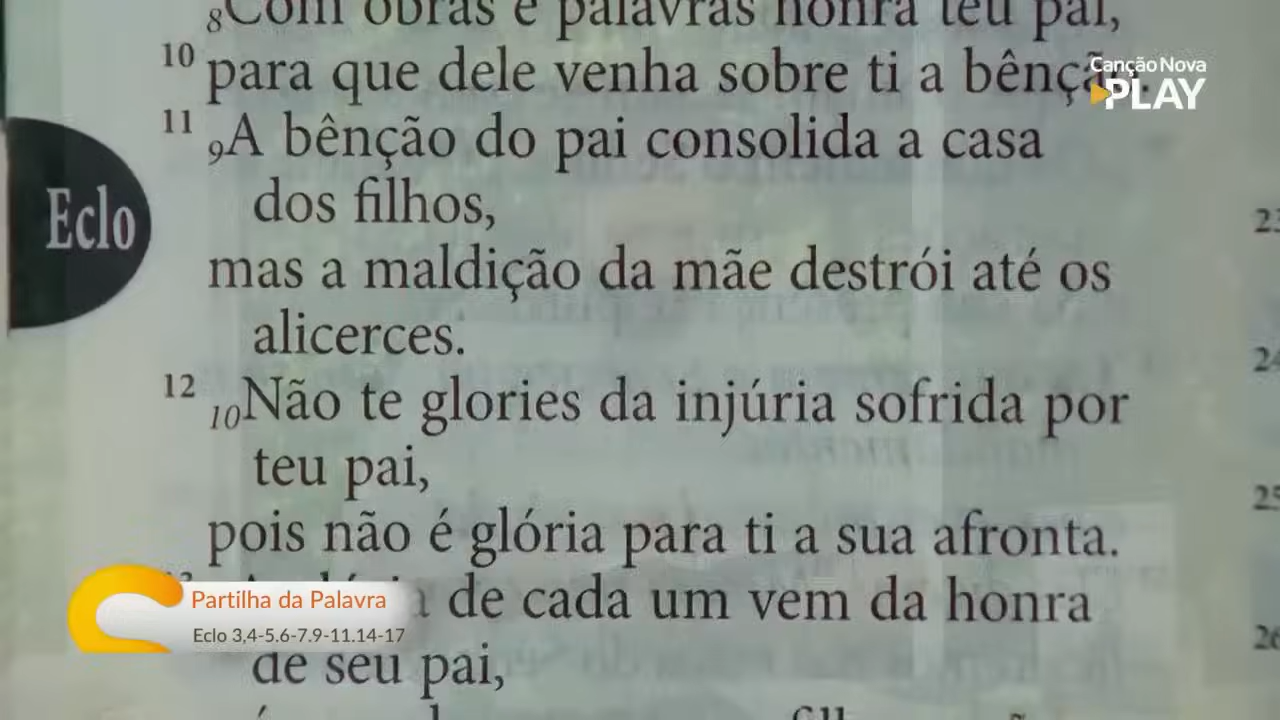 8Com obras e palavras honra teu pai,
10 para que dele venha sobre ti a bênção.
11 9A bênção do pai consolida a casa
dos filhos,
mas a maldição da mãe destrói até os
alicerces.
12 10Não te glories da injúria sofrida por
teu pai,
pois não é glória para ti a sua afronta.
de cada um vem da honra
de seu pai,
Eclo
Canção Nova
PLAY
24
25
26
Partilha da Palavra
Eclo 3,4-5.6-7.9-11.14-17